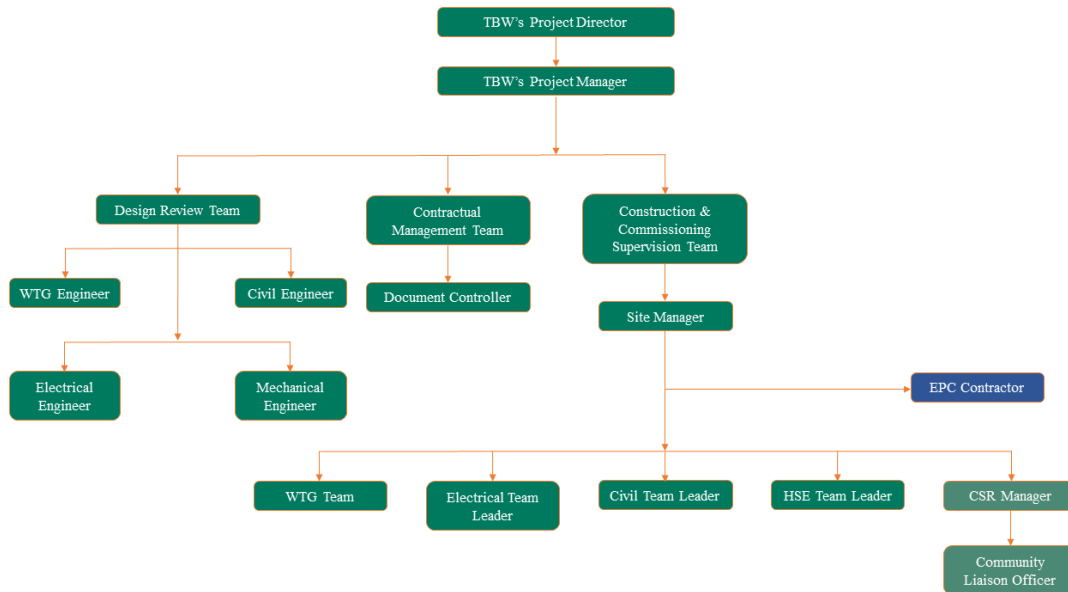 TBW’s Project Director
TBW’s Project Manager
Design Review Team
Contractual
Management Team
Construction &
Commissioning
Supervision Team
WTG Engineer
Civil Engineer
Document Controller
Site Manager
Electrical
Engineer
Mechanical
Engineer
EPC Contractor
WTG Team
Electrical Team
Leader
Civil Team Leader
HSE Team Leader
CSR Manager
Community
Liaison Officer